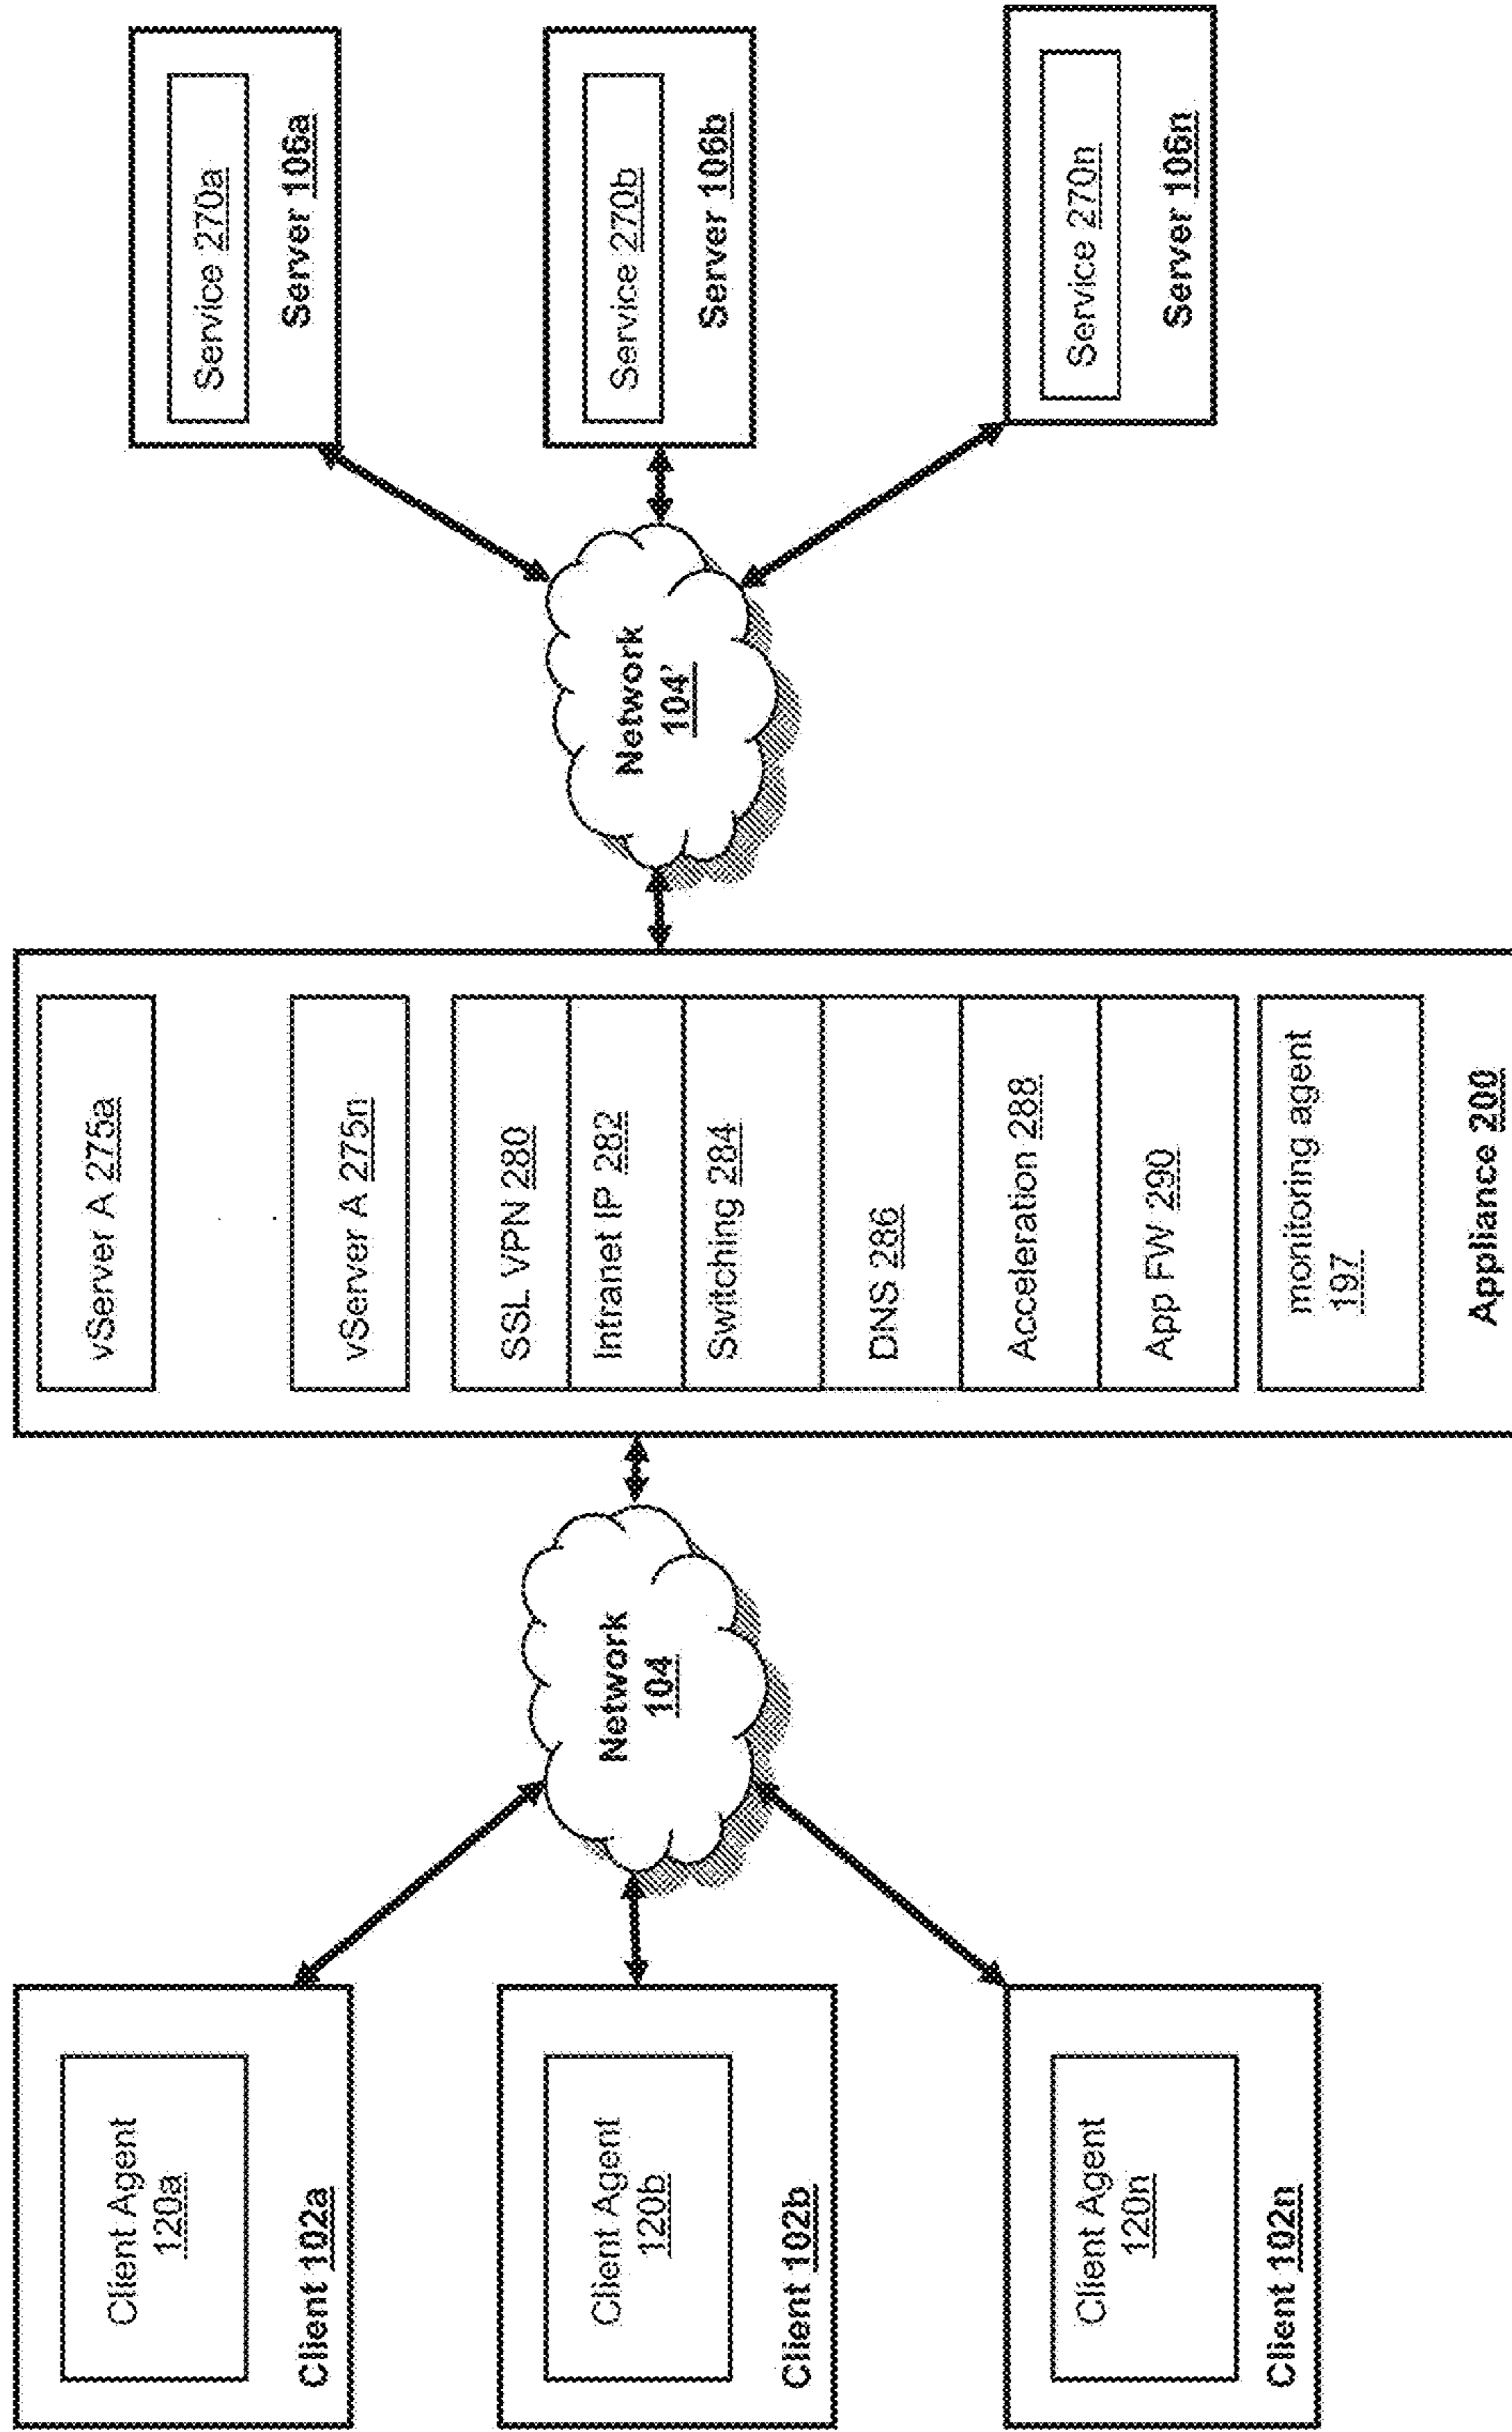 Client Agent
120a
Client 102a
Client Agent
120b
Client 102b
Client Agent
120n
Client 102n
Network
104
vServer A 275a
vServer A 275n
SSL VPN 280
Intranet IP 282
Switching 284
DNS 286
Acceleration 288
App FW 290
monitoring agent
197
Appliance 200
Network
104'
Service 270a
Server 106a
Service 270b
Server 106b
Service 270n
Server 106n